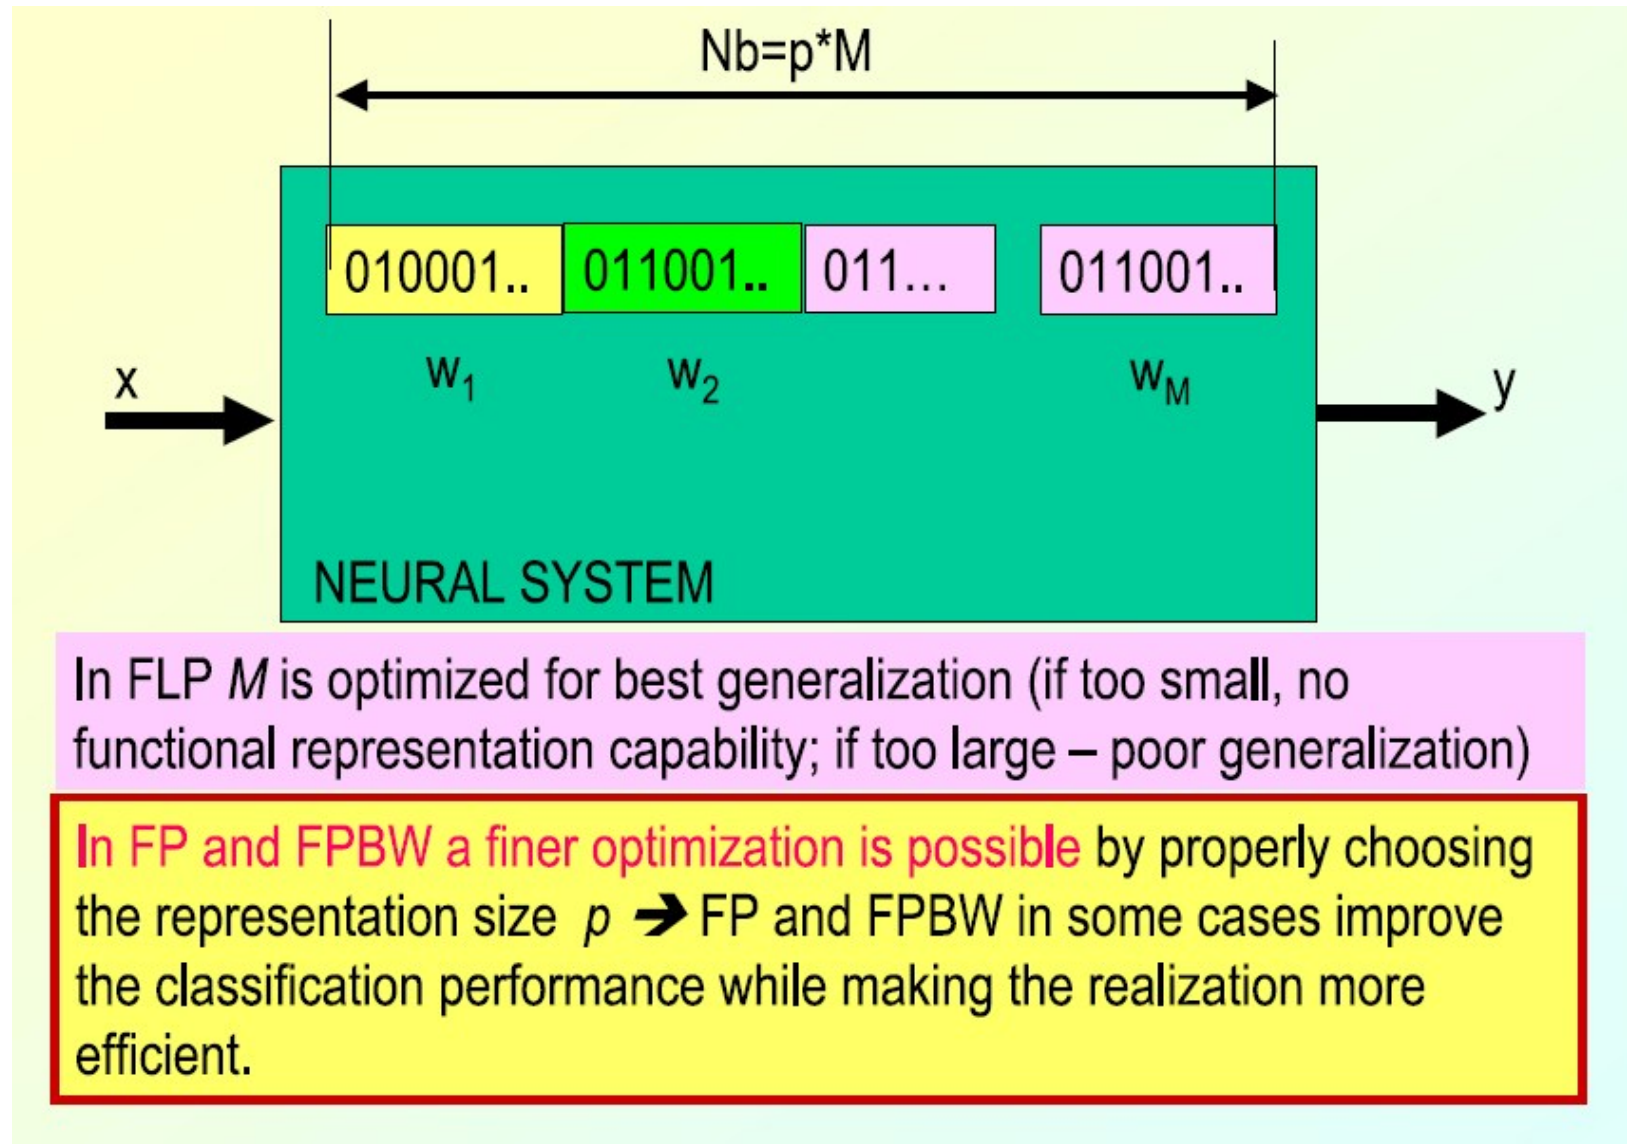 Nb=p*M
010001.. 011001.. 011... 011001..
w1 w2 wM
x y
NEURAL SYSTEM
In FLP M is optimized for best generalization (if too small, no
functional representation capability; if too large – poor generalization)
In FP and FPBW a finer optimization is possible by properly choosing
the representation size p ➔ FP and FPBW in some cases improve
the classification performance while making the realization more
efficient.